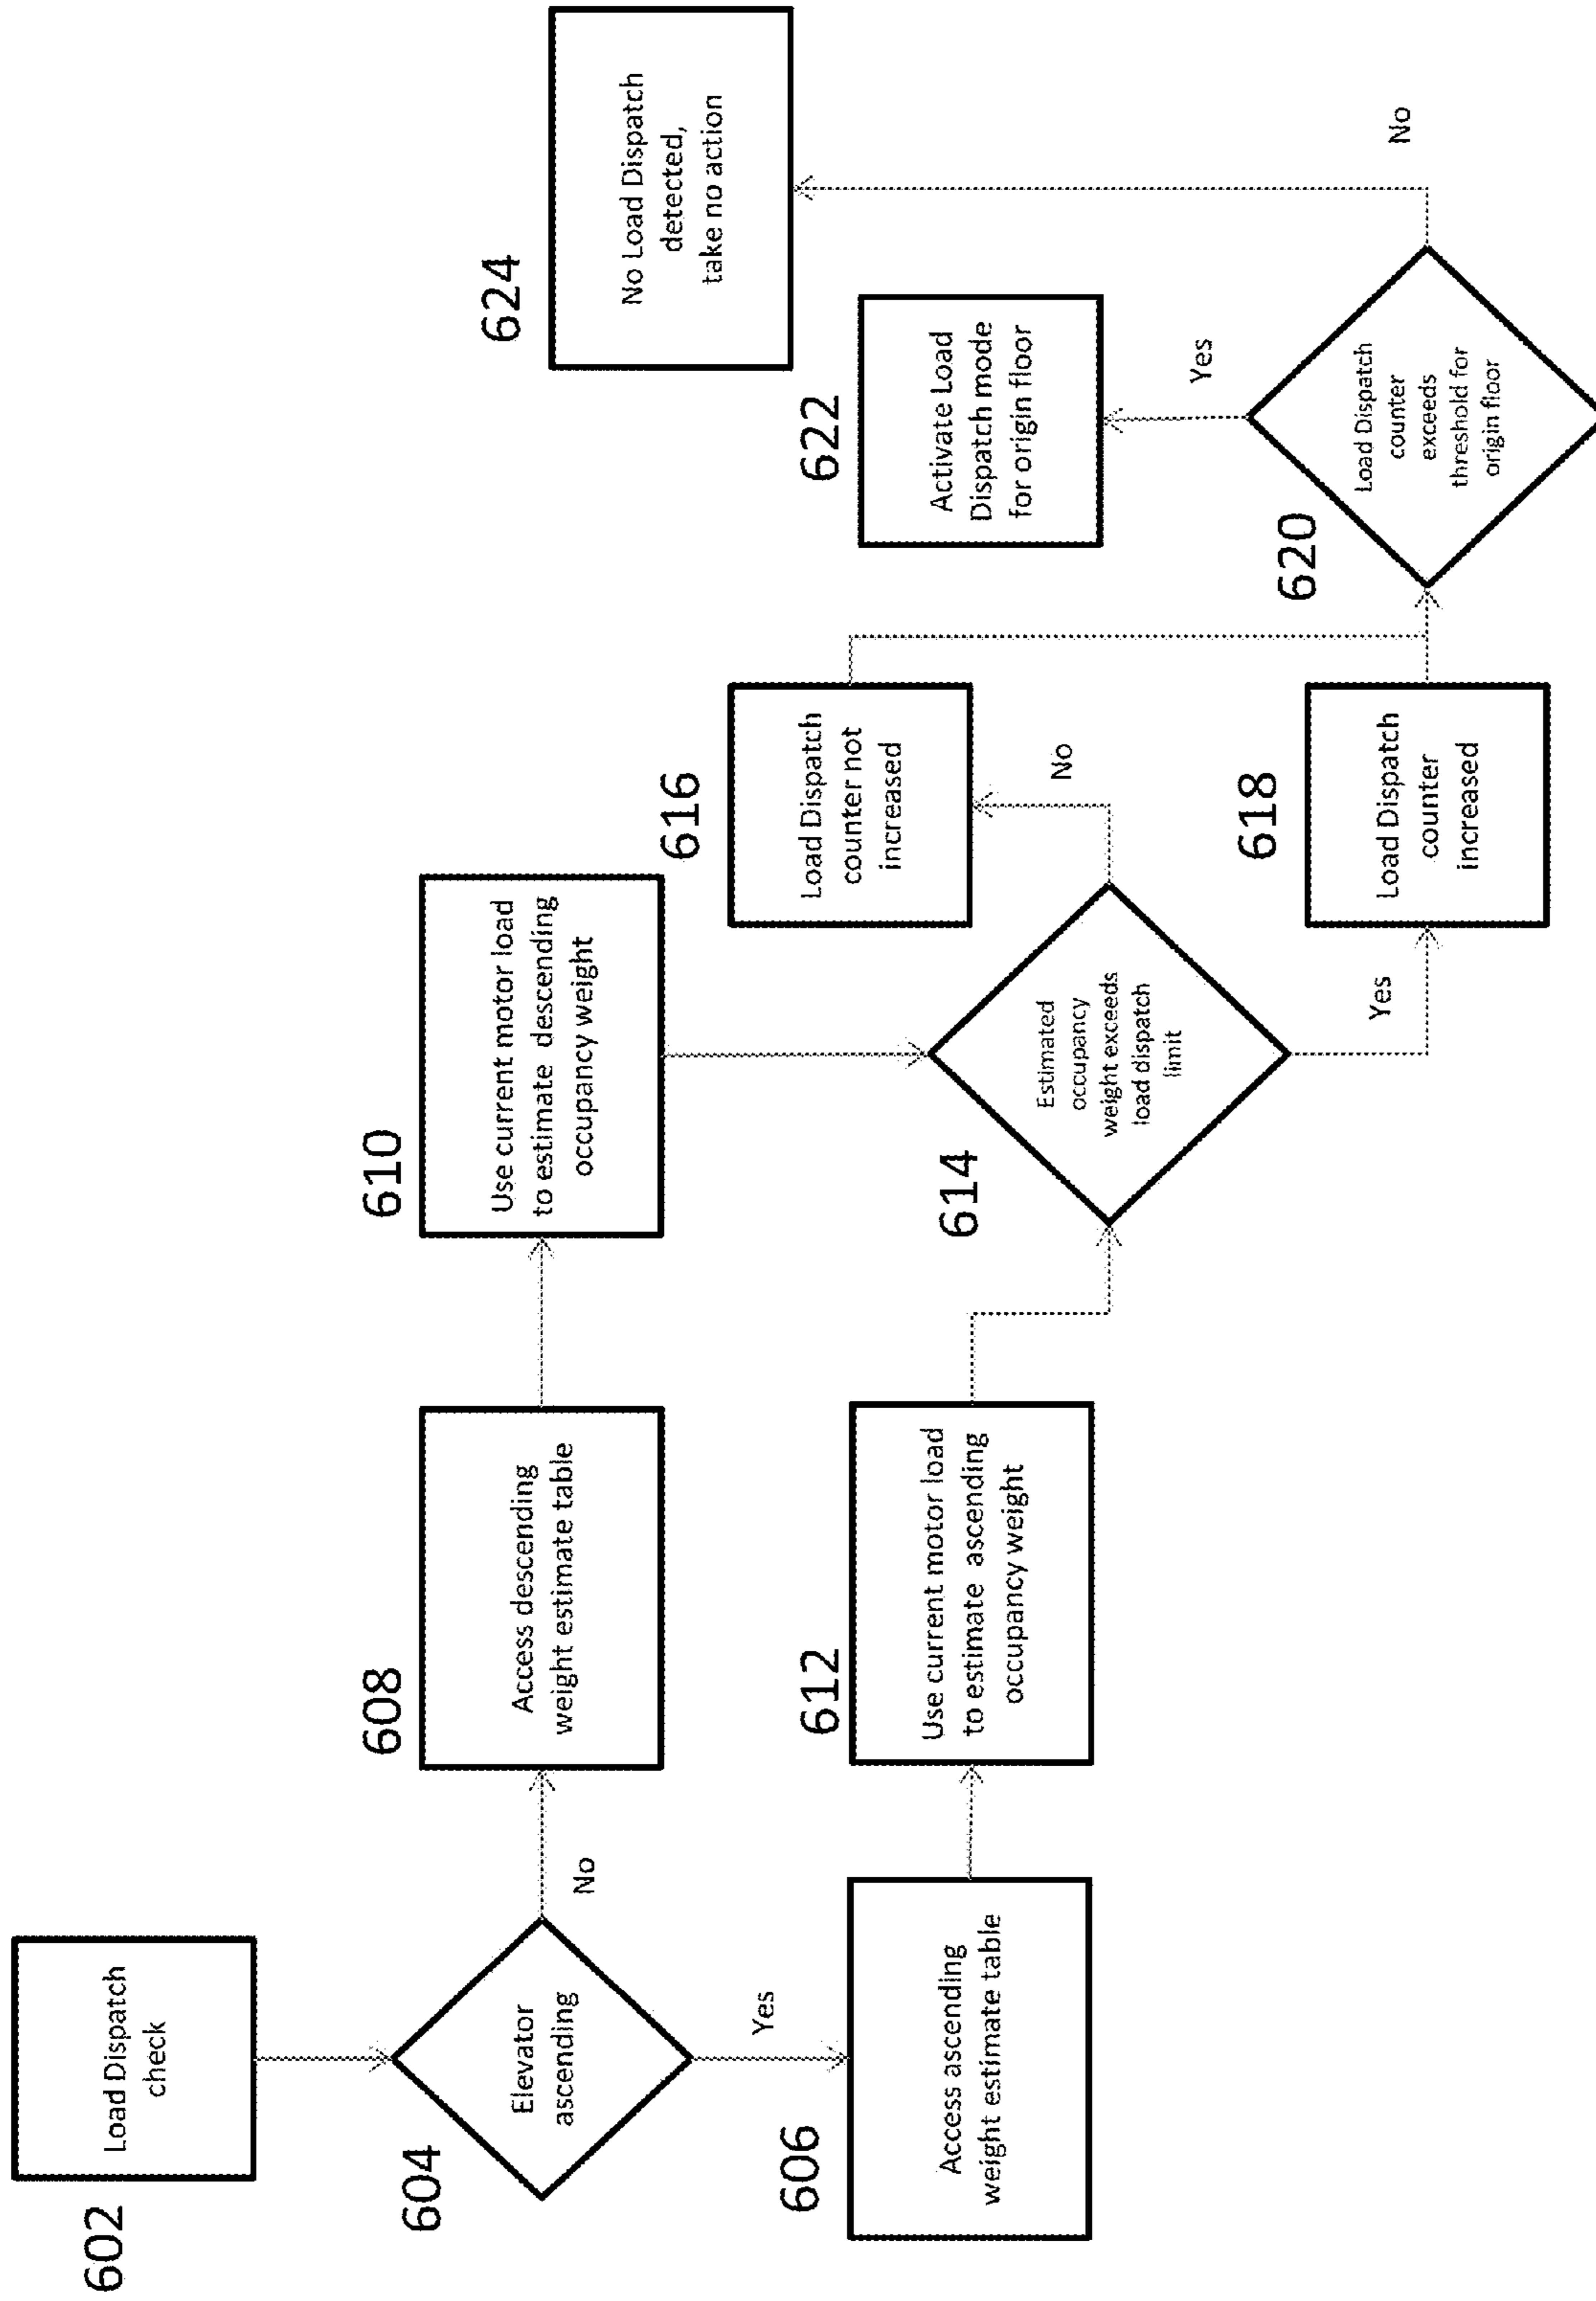 602
Load Dispatch
check
604
Elevator
ascending
No
Yes
606
Access ascending
weight estimate table
608
Access descending
weight estimate table
610
Use current motor load
to estimate descending
occupancy weight
612
Use current motor load
to estimate ascending
occupancy weight
614
Estimated
occupancy
weight exceeds
load dispatch
limit
No
Yes
616
Load Dispatch
counter not
increased
618
Load Dispatch
counter
increased
620
Load Dispatch
counter
exceeds
threshold for
origin floor
Yes
No
622
Activate Load
Dispatch mode
for origin floor
624
No Load Dispatch
detected,
take no action